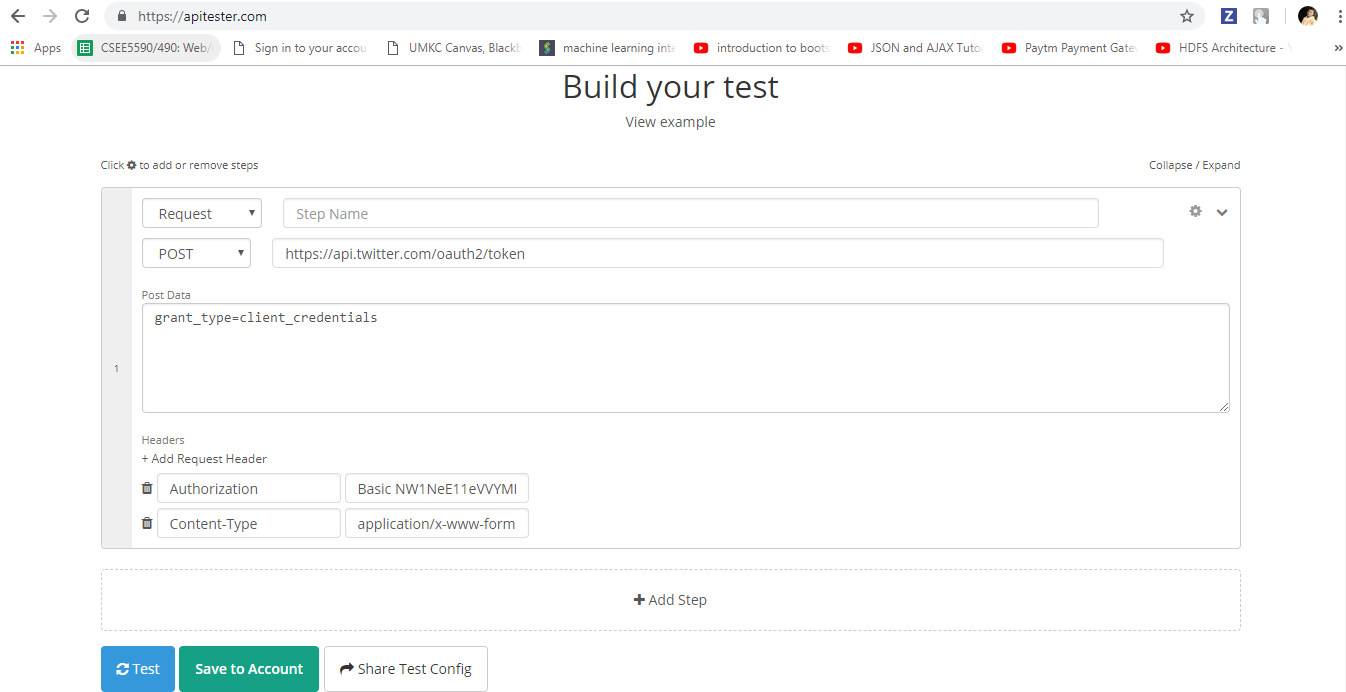 https://apitester.com
Z
Apps CSEE5590/490: Web/ Sign in to your accou UMKC Canvas, Blackb machine learning inte introduction to boots JSON and AJAX Tuto Paytm Payment Gate HDFS Architecture - »
Build your test
View example
Click to add or remove steps Collapse / Expand
Request Step Name
POST https://api.twitter.com/oauth2/token
Post Data
grant_type=client_credentials
1
Headers
+ Add Request Header
Authorization Basic NW1NeE11eVVYMI
Content-Type application/x-www-form
+ Add Step
Test Save to Account Share Test Config